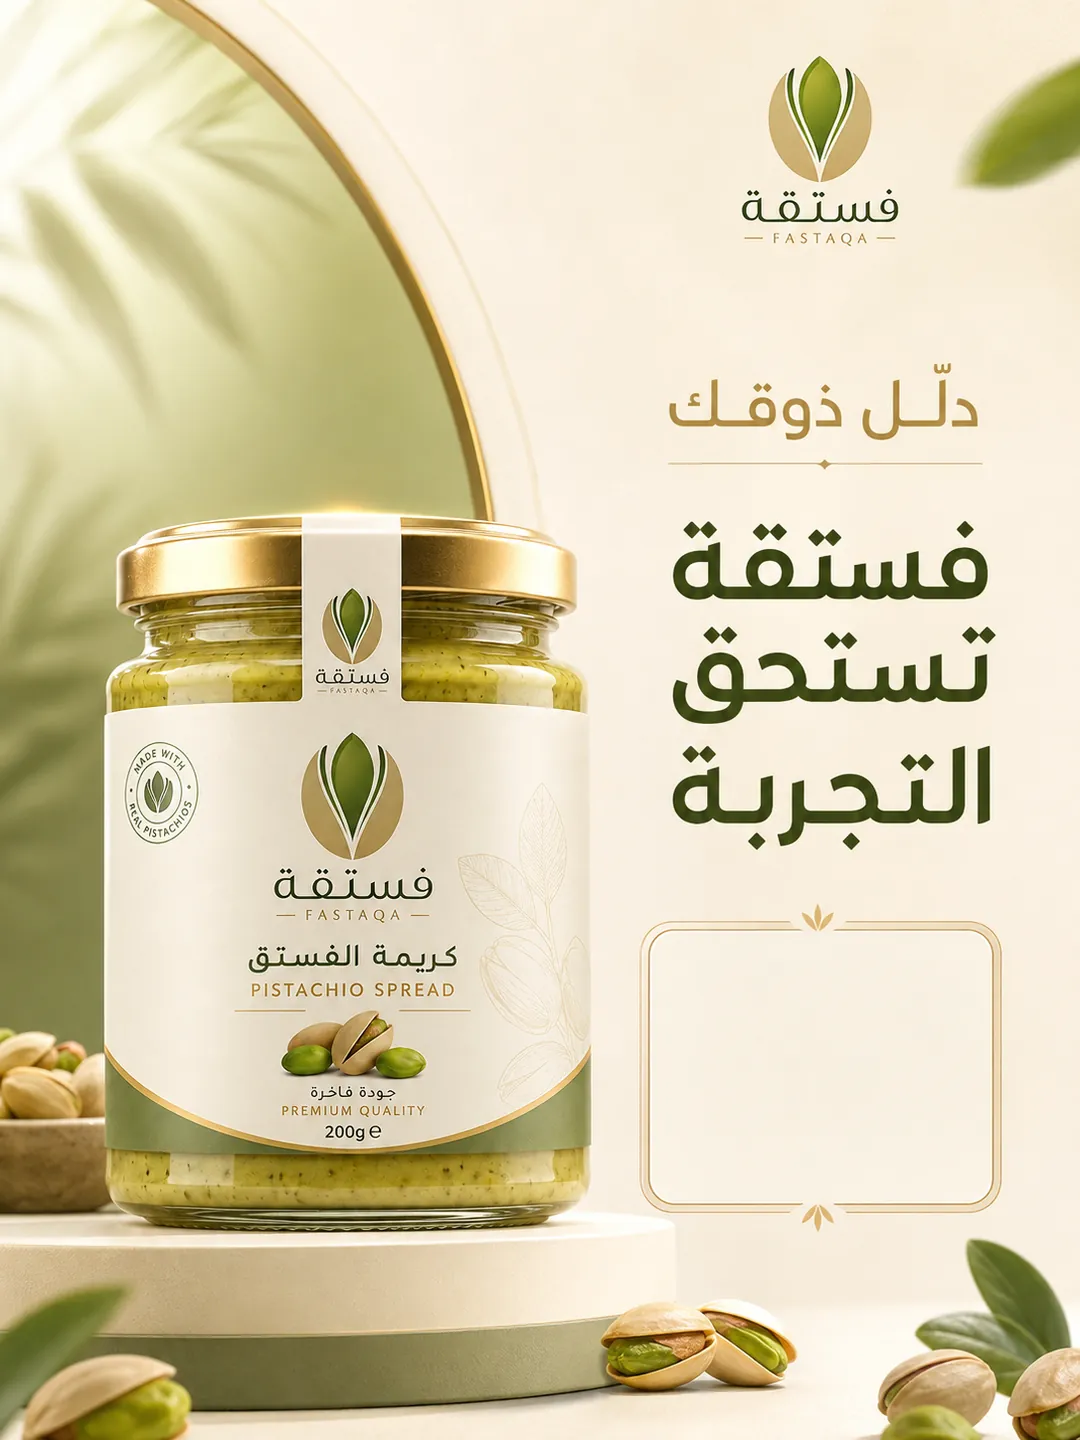 فستقة
FASTAQA
دلّل ذوقك
فستقة
تستحق
التجربة
فستقة
FASTAQA
MADE WITH
REAL PISTACHIOS
فستقة
FASTAQA
كريمة الفستق
PISTACHIO SPREAD
جودة فاخرة
PREMIUM QUALITY
200g ℮